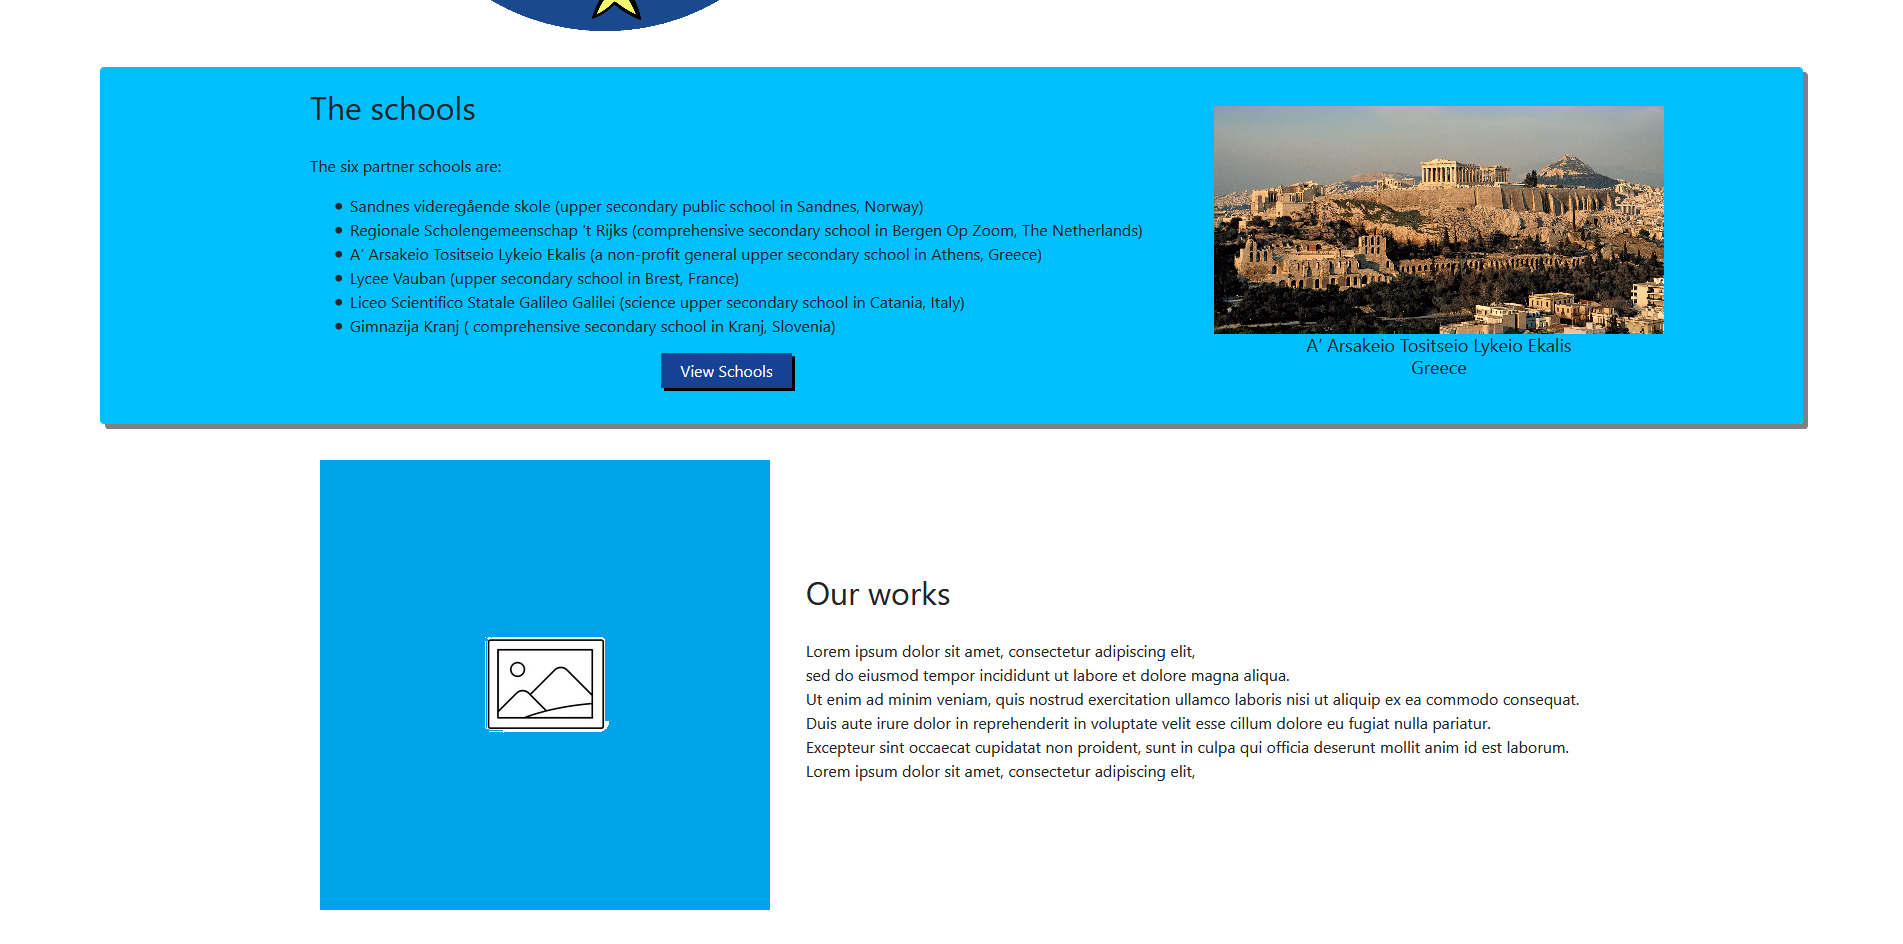 The schools
The six partner schools are:
Sandnes videregående skole (upper secondary public school in Sandnes, Norway)
Regionale Scholengemeenschap 't Rijks (comprehensive secondary school in Bergen Op Zoom, The Netherlands)
A’ Arsakeio Tositseio Lykeio Ekalis (a non-profit general upper secondary school in Athens, Greece)
Lycee Vauban (upper secondary school in Brest, France)
Liceo Scientifico Statale Galileo Galilei (science upper secondary school in Catania, Italy)
Gimnazija Kranj ( comprehensive secondary school in Kranj, Slovenia)
View Schools
A’ Arsakeio Tositseio Lykeio Ekalis
Greece
Our works
Lorem ipsum dolor sit amet, consectetur adipiscing elit,
sed do eiusmod tempor incididunt ut labore et dolore magna aliqua.
Ut enim ad minim veniam, quis nostrud exercitation ullamco laboris nisi ut aliquip ex ea commodo consequat.
Duis aute irure dolor in reprehenderit in voluptate velit esse cillum dolore eu fugiat nulla pariatur.
Excepteur sint occaecat cupidatat non proident, sunt in culpa qui officia deserunt mollit anim id est laborum.
Lorem ipsum dolor sit amet, consectetur adipiscing elit,